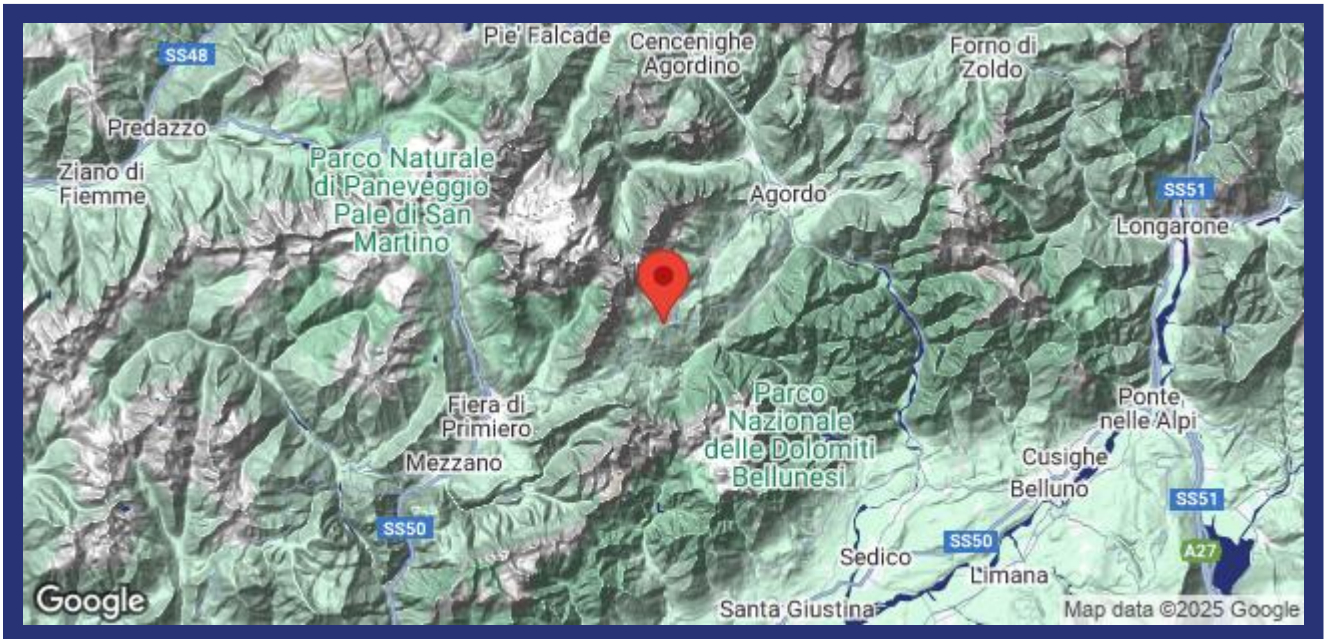 Pie' Falcade
Cencenighe
Agordino
Forno di
Zoldo
SS48
Predazzo
Ziano di
Fiemme
Parco Naturale
di Paneveggio
Pale di San
Martino
Agordo
SS51
Longarone
Fiera di
Primiero
Mezzano
SS50
Parco
Nazionale
delle Dolomiti
Bellunesi
Ponte
nelle Alpi
Cusighe
Belluno
SS51
SS50
A27
Sedico
Limana
Santa Giustina
Google
Map data ©2025 Google